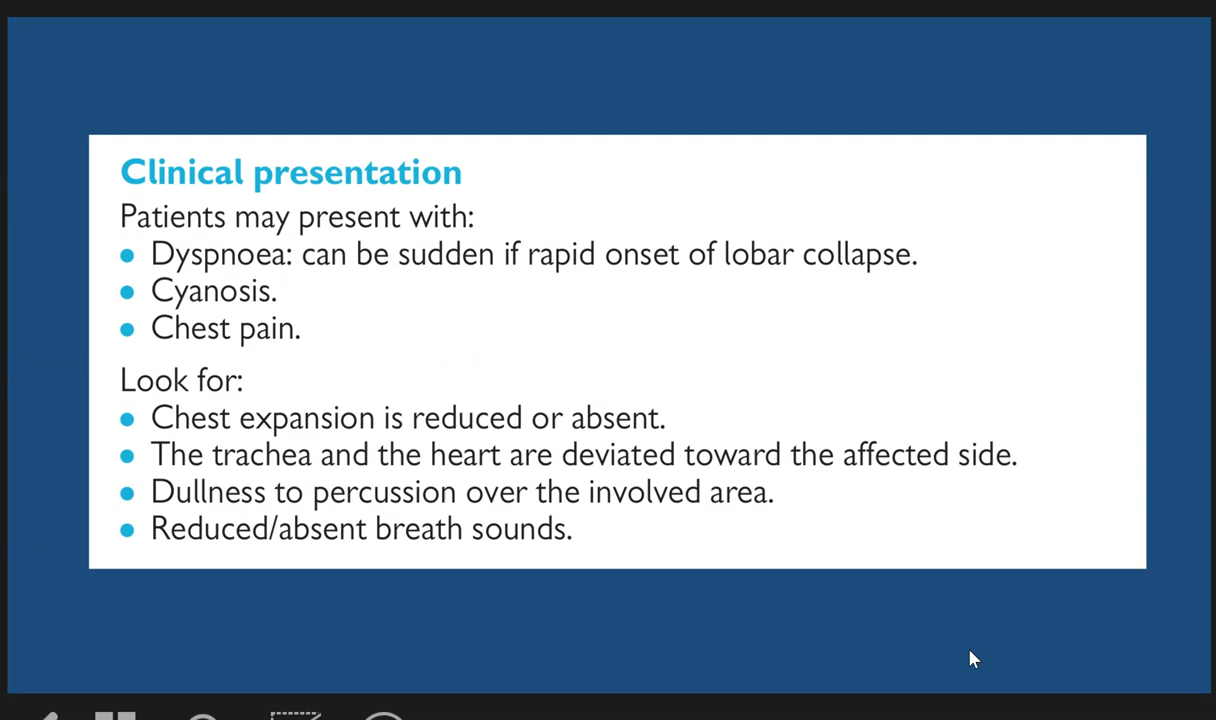 Clinical presentation
Patients may present with:
● Dyspnoea: can be sudden if rapid onset of lobar collapse.
● Cyanosis.
● Chest pain.
Look for:
● Chest expansion is reduced or absent.
● The trachea and the heart are deviated toward the affected side.
● Dullness to percussion over the involved area.
● Reduced/absent breath sounds.